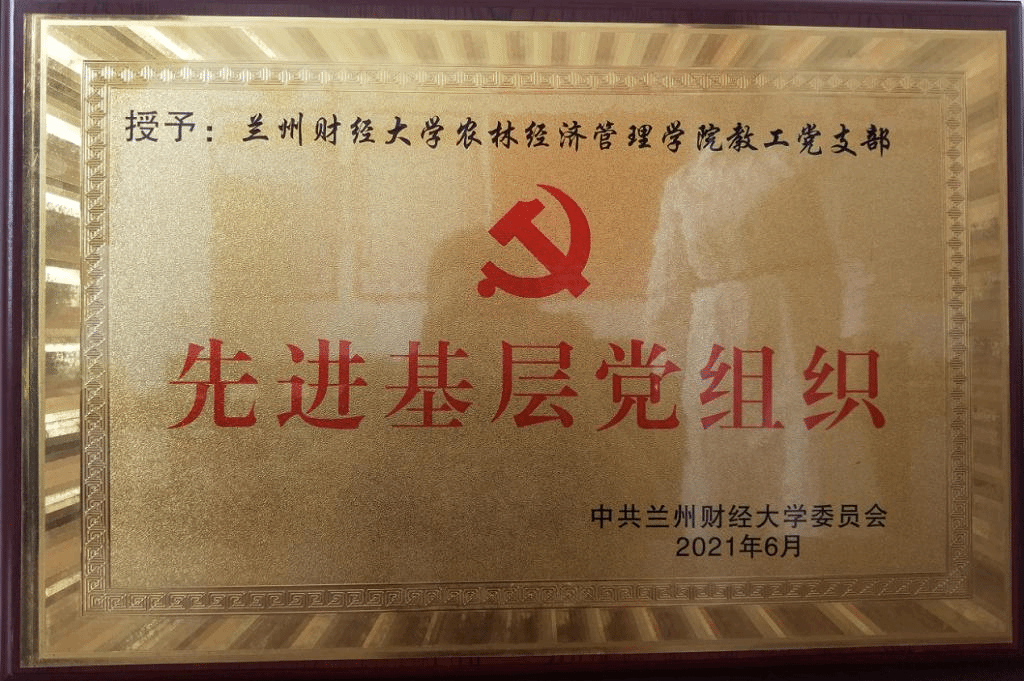 授予：兰州财经大学农林经济管理学院教工党支部
先进基层党组织
中共兰州财经大学委员会
2021年6月